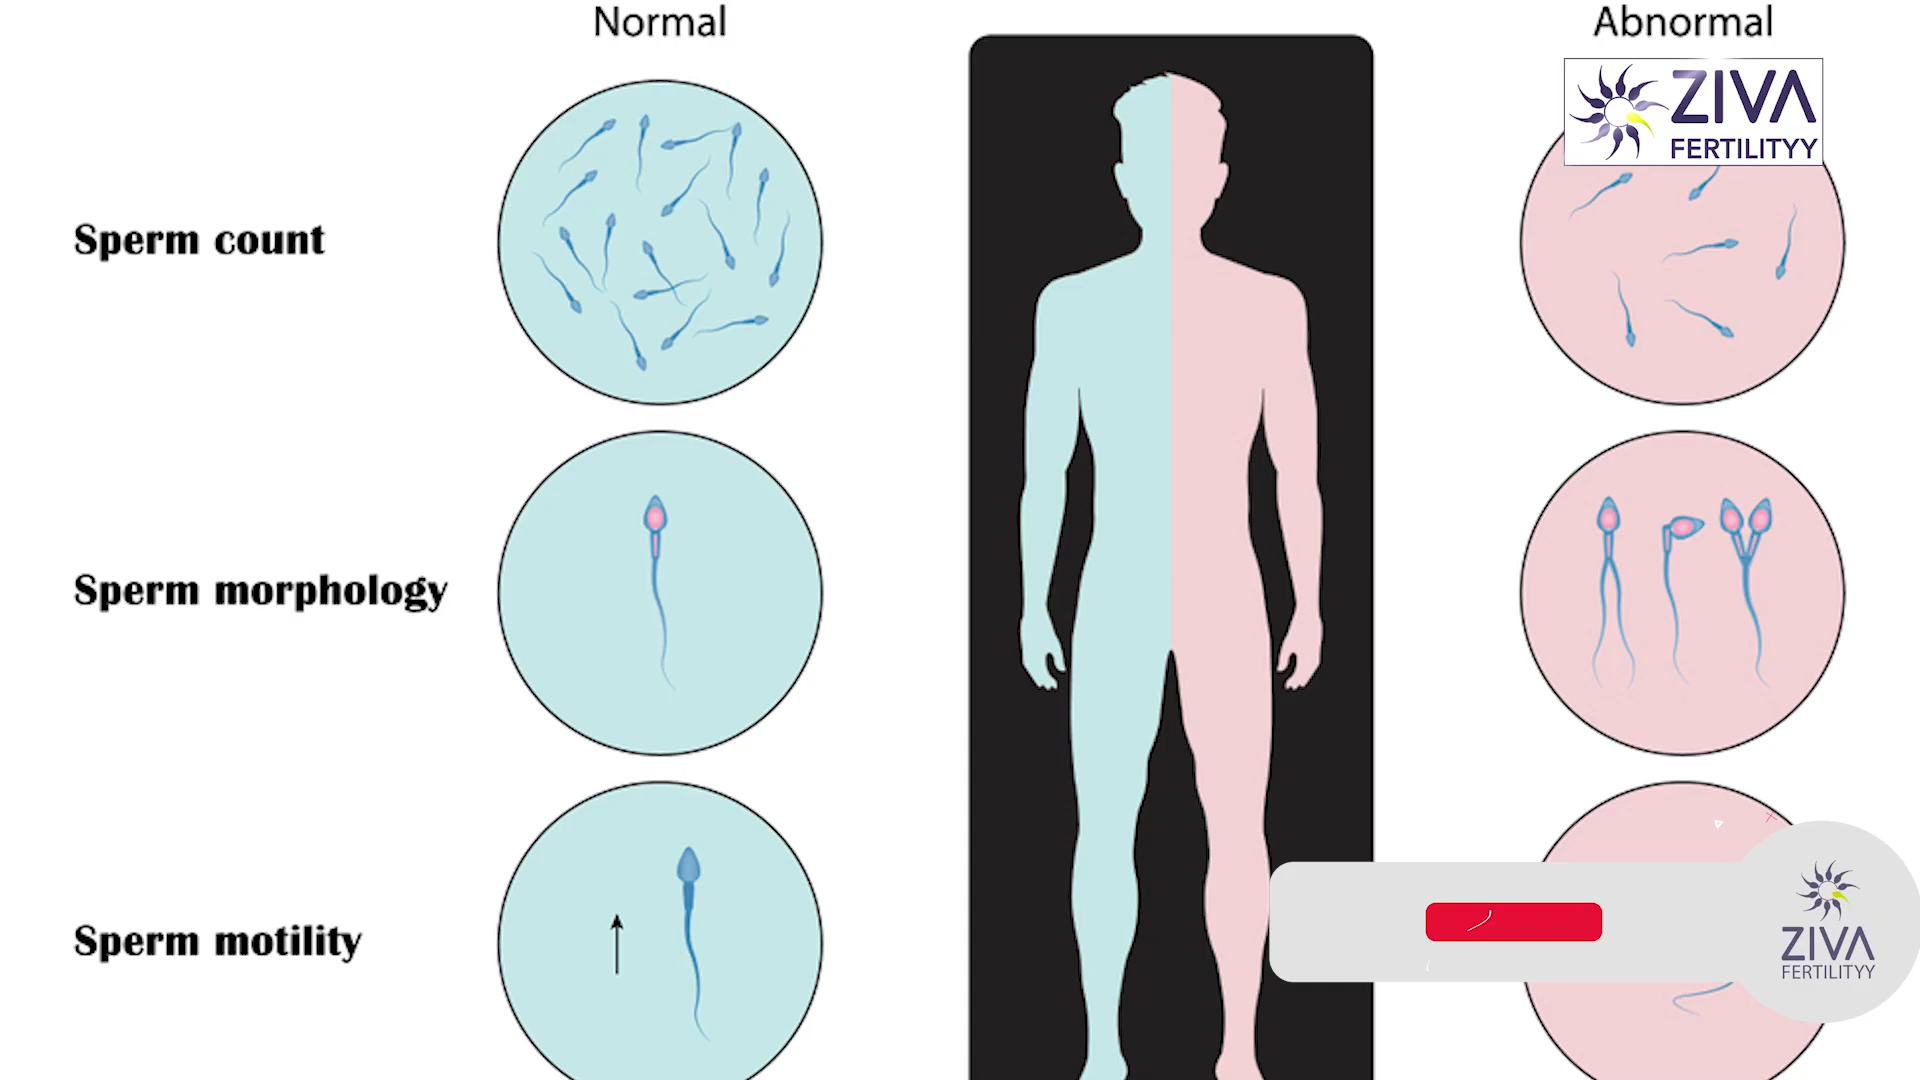 Normal
Abnormal
ZIVA
FERTILITYY
Sperm count
Sperm morphology
Sperm motility
ZIVA
FERTILITYY